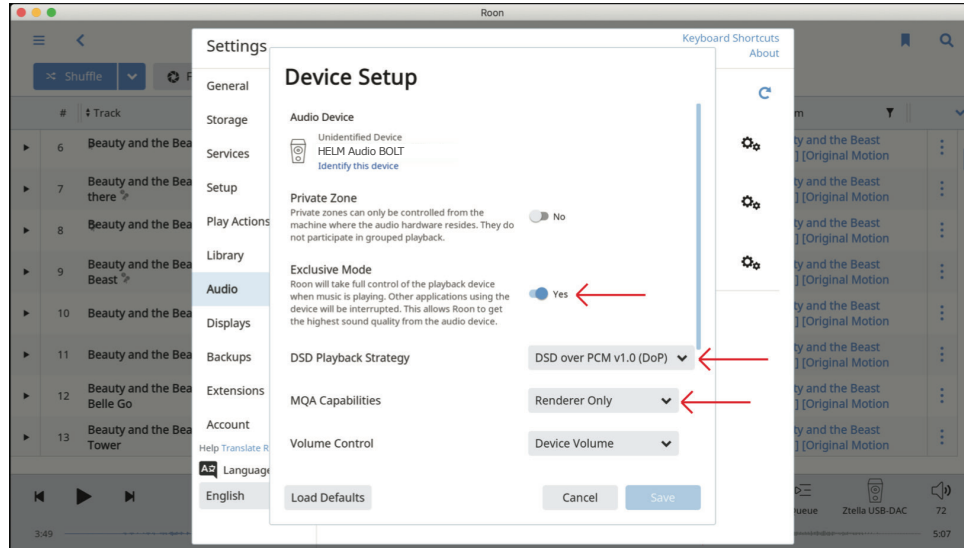 Roon
Settings
Keyboard Shortcuts
About
Shuffle
#
Track
6
Beauty and the Bea
7
Beauty and the Bea
there
8
Beauty and the Bea
9
Beauty and the Bea
Beast
10
Beauty and the Bea
11
Beauty and the Bea
12
Beauty and the Bea
Belle Go
13
Beauty and the Bea
Tower
General
Storage
Services
Setup
Play Actions
Library
Audio
Displays
Backups
Extensions
Account
Help Translate R
Language
English
Device Setup
Audio Device
Unidentified Device
HELM Audio BOLT
Identify this device
Private Zone
Private zones can only be controlled from the
machine where the audio hardware resides. They do
not participate in grouped playback.
No
Exclusive Mode
Roon will take full control of the playback device
when music is playing. Other applications using the
device will be interrupted. This allows Roon to get
the highest sound quality from the audio device.
Yes
DSD Playback Strategy
DSD over PCM v1.0 (DoP)
MQA Capabilities
Renderer Only
Volume Control
Device Volume
Load Defaults
Cancel
Save
m
ty and the Beast
] [Original Motion
ty and the Beast
] [Original Motion
ty and the Beast
] [Original Motion
ty and the Beast
] [Original Motion
ty and the Beast
] [Original Motion
ty and the Beast
] [Original Motion
ty and the Beast
] [Original Motion
ty and the Beast
] [Original Motion
3:49
ueue
Ztella USB-DAC
72
5:07